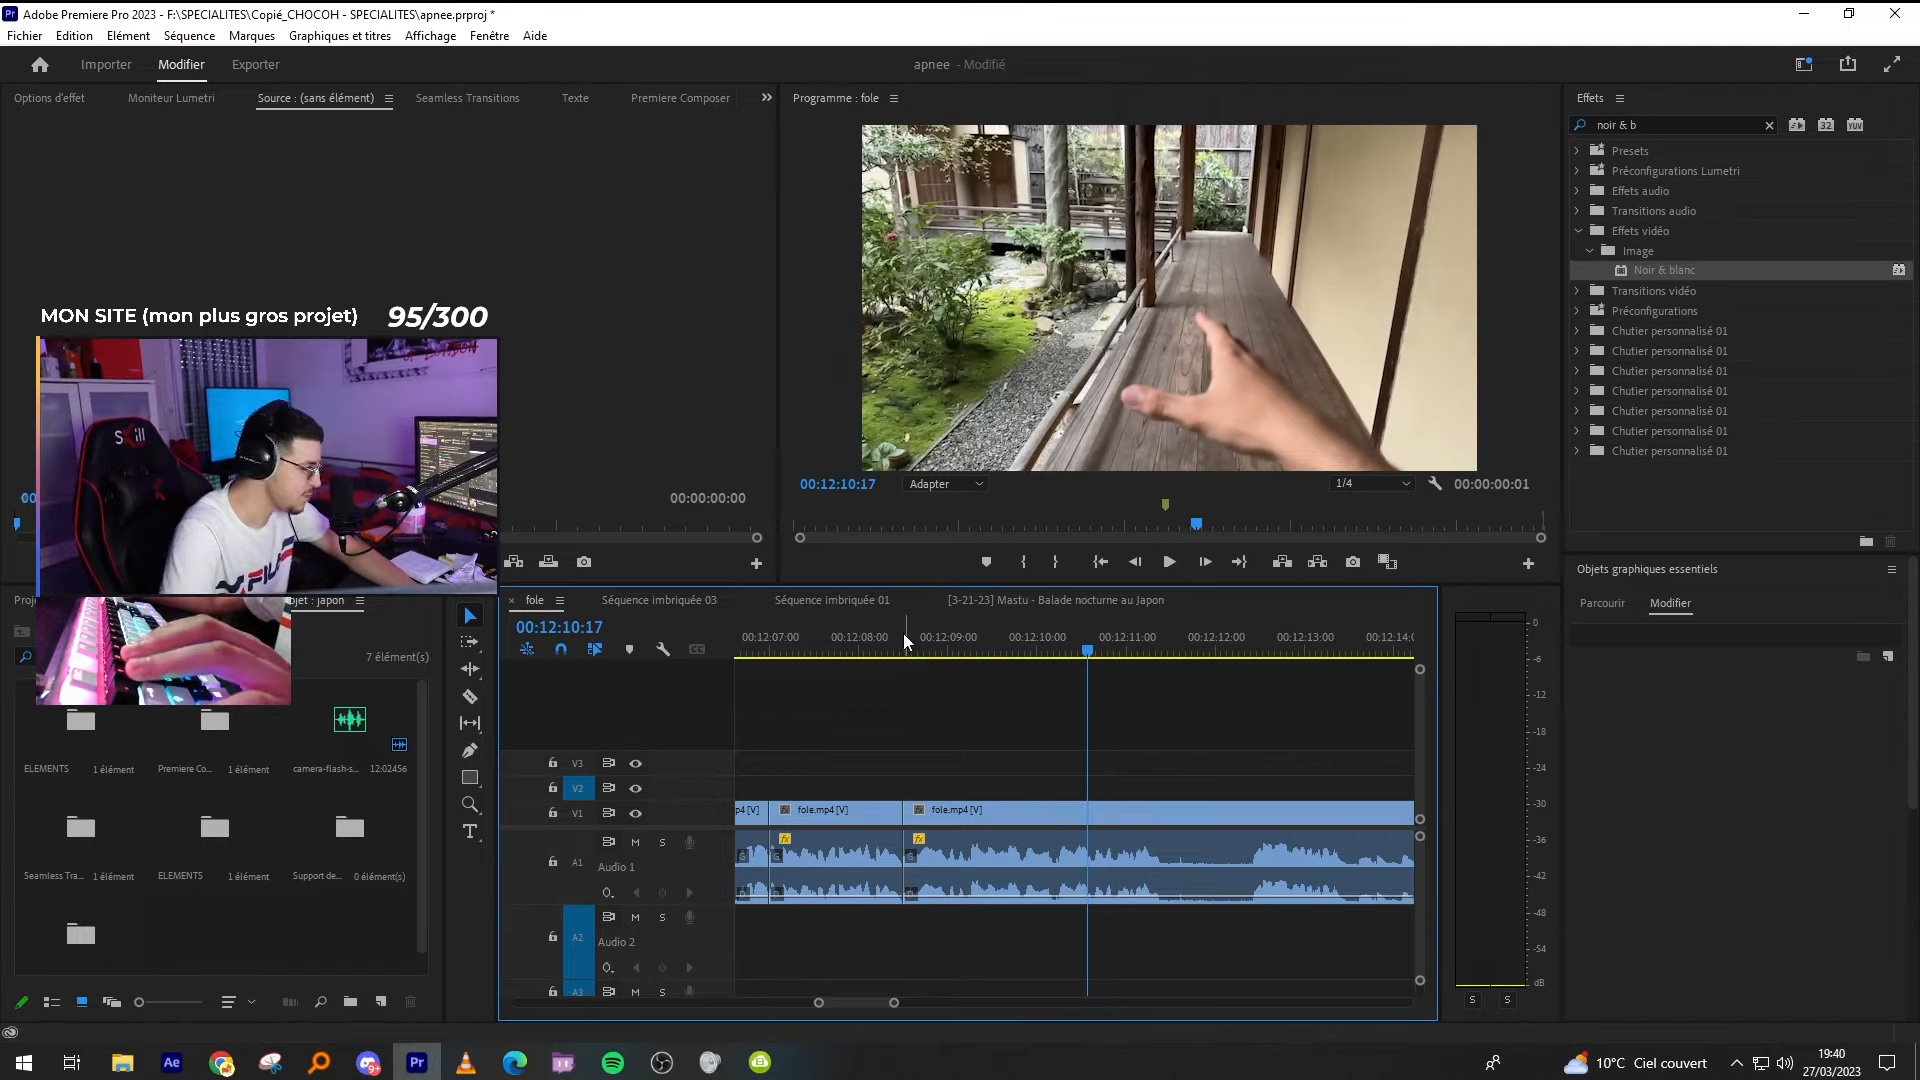 Adobe Premiere Pro 2023 - F:\SPECIALITES\Copié_CHOCOH - SPECIALITES\apnee.prproj *
Fichier Edition Elément Séquence Marques Graphiques et titres Affichage Fenêtre Aide
Importer Modifier Exporter
apnee - Modifié
Options d'effet Moniteur Lumetri Source : (sans élément) Seamless Transitions Texte Premiere Composer
Programme : fole
Effets
noir & b
32
YUV
Presets
Préconfigurations Lumetri
Effets audio
Transitions audio
Effets vidéo
Image
Noir & blanc
Transitions vidéo
Préconfigurations
Chutier personnalisé 01
Chutier personnalisé 01
Chutier personnalisé 01
Chutier personnalisé 01
Chutier personnalisé 01
Chutier personnalisé 01
Chutier personnalisé 01
MON SITE (mon plus gros projet) 95/300
00
00:00:00:00
00:12:10:17 Adapter 1/4 00:00:00:01
Objets graphiques essentiels
Parcourir Modifier
Proj
ojet : japon
7 élément(s)
ELEMENTS 1 élément
Premiere Co... 1 élément
camera-flash-s... 12:02456
Seamless Tra... 1 élément
ELEMENTS 1 élément
Support de... 0 élément(s)
fole Séquence imbriquée 03 Séquence imbriquée 01 [3-21-23] Mastu - Balade nocturne au Japon
00:12:10:17
00:12:07:00 00:12:08:00 00:12:09:00 00:12:10:00 00:12:11:00 00:12:12:00 00:12:13:00 00:12:14:0
V3
V2
V1
p4 [V] fole.mp4 [V] fole.mp4 [V]
A1 M S
Audio 1
A2 M S
Audio 2
A3 M S
0
-6
-12
-18
-24
-30
-36
-42
-48
-54
dB
S S
10°C Ciel couvert
19:40
27/03/2023